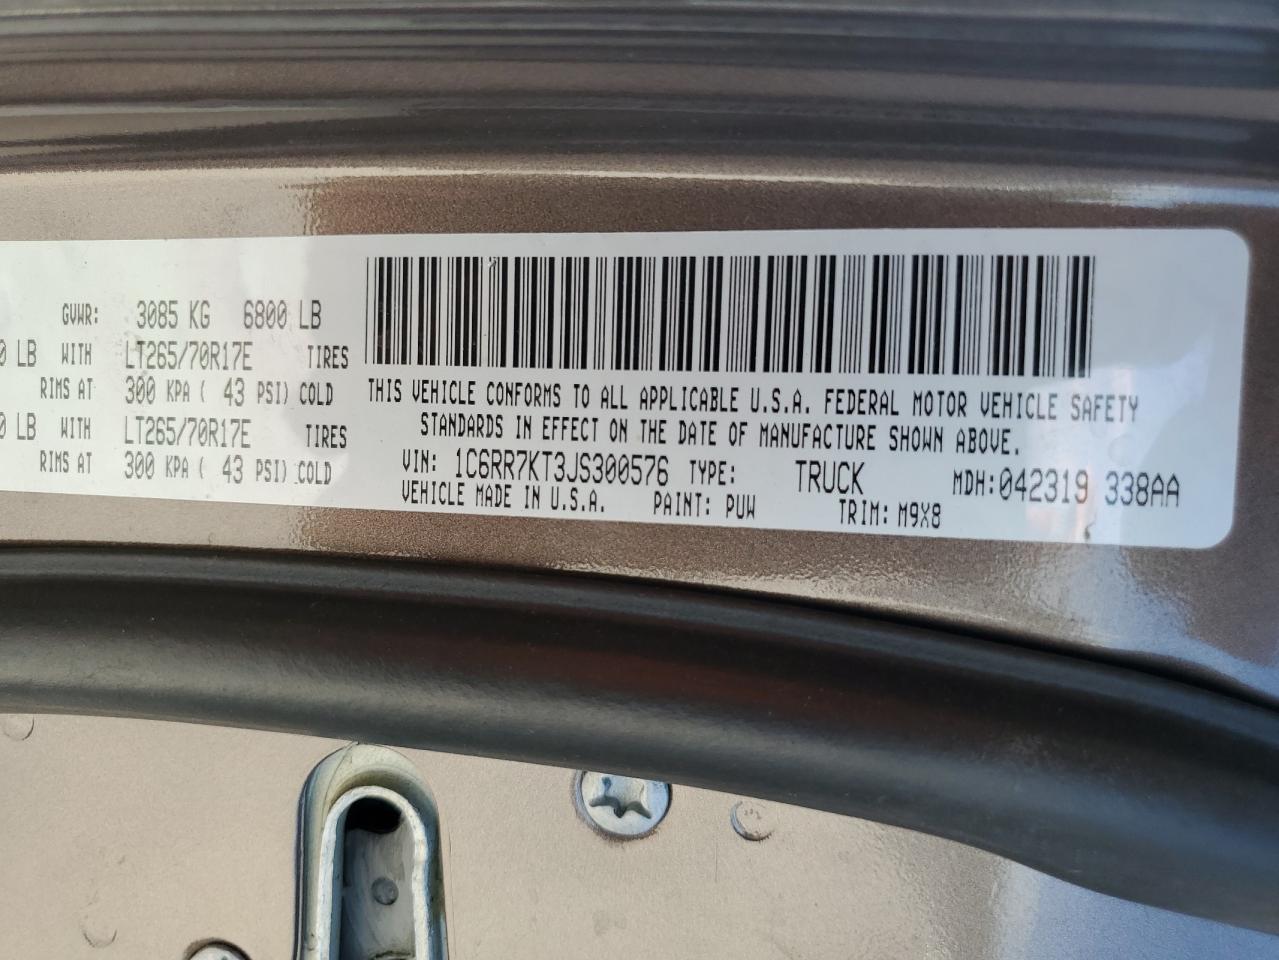 GVWR: 3085 KG 6800 LB
LB WITH LT265/70R17E TIRES
RIMS AT 300 KPA ( 43 PSI) COLD
LB WITH LT265/70R17E TIRES
RIMS AT 300 KPA ( 43 PSI) COLD
THIS VEHICLE CONFORMS TO ALL APPLICABLE U.S.A. FEDERAL MOTOR VEHICLE SAFETY
STANDARDS IN EFFECT ON THE DATE OF MANUFACTURE SHOWN ABOVE.
VIN: 1C6RR7KT3JS300576 TYPE: TRUCK MDH: 042319 338AA
VEHICLE MADE IN U.S.A. PAINT: PUW TRIM: M9X8